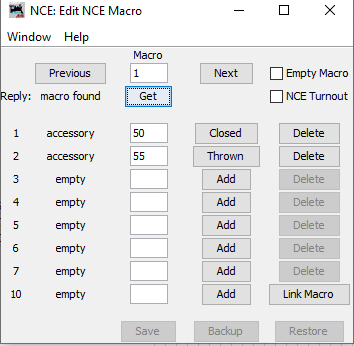 NCE: Edit NCE Macro
Window Help
Macro
Previous 1 Next Empty Macro
Reply: macro found Get NCE Turnout
1 accessory 50 Closed Delete
2 accessory 55 Thrown Delete
3 empty Add Delete
4 empty Add Delete
5 empty Add Delete
6 empty Add Delete
7 empty Add Delete
10 empty Add Link Macro
Save Backup Restore